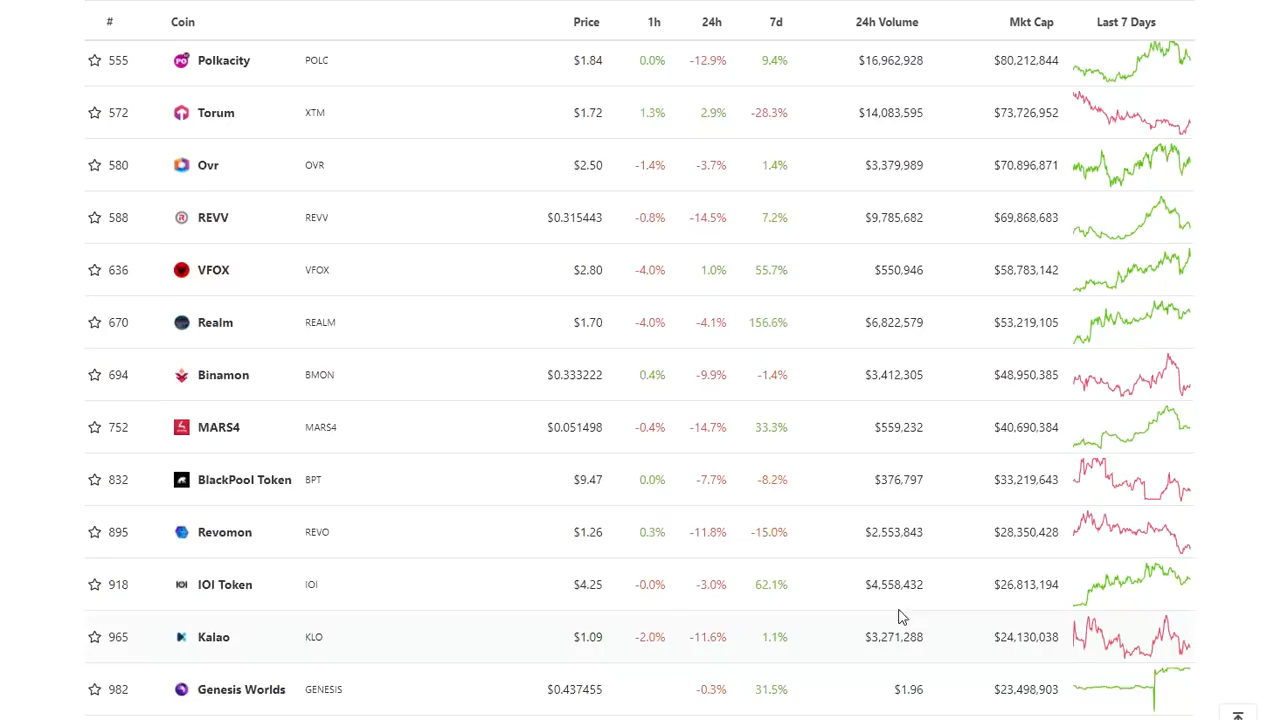 # Coin Price 1h 24h 7d 24h Volume Mkt Cap Last 7 Days
555 Polkacity POLC $1.84 0.0% -12.9% 9.4% $16,962,928 $80,212,844
572 Torum XTM $1.72 1.3% 2.9% -28.3% $14,083,595 $73,726,952
580 Ovr OVR $2.50 -1.4% -3.7% 1.4% $3,379,989 $70,896,871
588 REVV REVV $0.315443 -0.8% -14.5% 7.2% $9,785,682 $69,868,683
636 VFOX VFOX $2.80 -4.0% 1.0% 55.7% $550,946 $58,783,142
670 Realm REALM $1.70 -4.0% -4.1% 156.6% $6,822,579 $53,219,105
694 Binamon BMON $0.333222 0.4% -9.9% -1.4% $3,412,305 $48,950,385
752 MARS4 MARS4 $0.051498 -0.4% -14.7% 33.3% $559,232 $40,690,384
832 BlackPool Token BPT $9.47 0.0% -7.7% -8.2% $376,797 $33,219,643
895 Revomon REVO $1.26 0.3% -11.8% -15.0% $2,553,843 $28,350,428
918 IOI Token IOI $4.25 -0.0% -3.0% 62.1% $4,558,432 $26,813,194
965 Kalao KLO $1.09 -2.0% -11.6% 1.1% $3,271,288 $24,130,038
982 Genesis Worlds GENESIS $0.437455 -0.3% 31.5% $1.96 $23,498,903